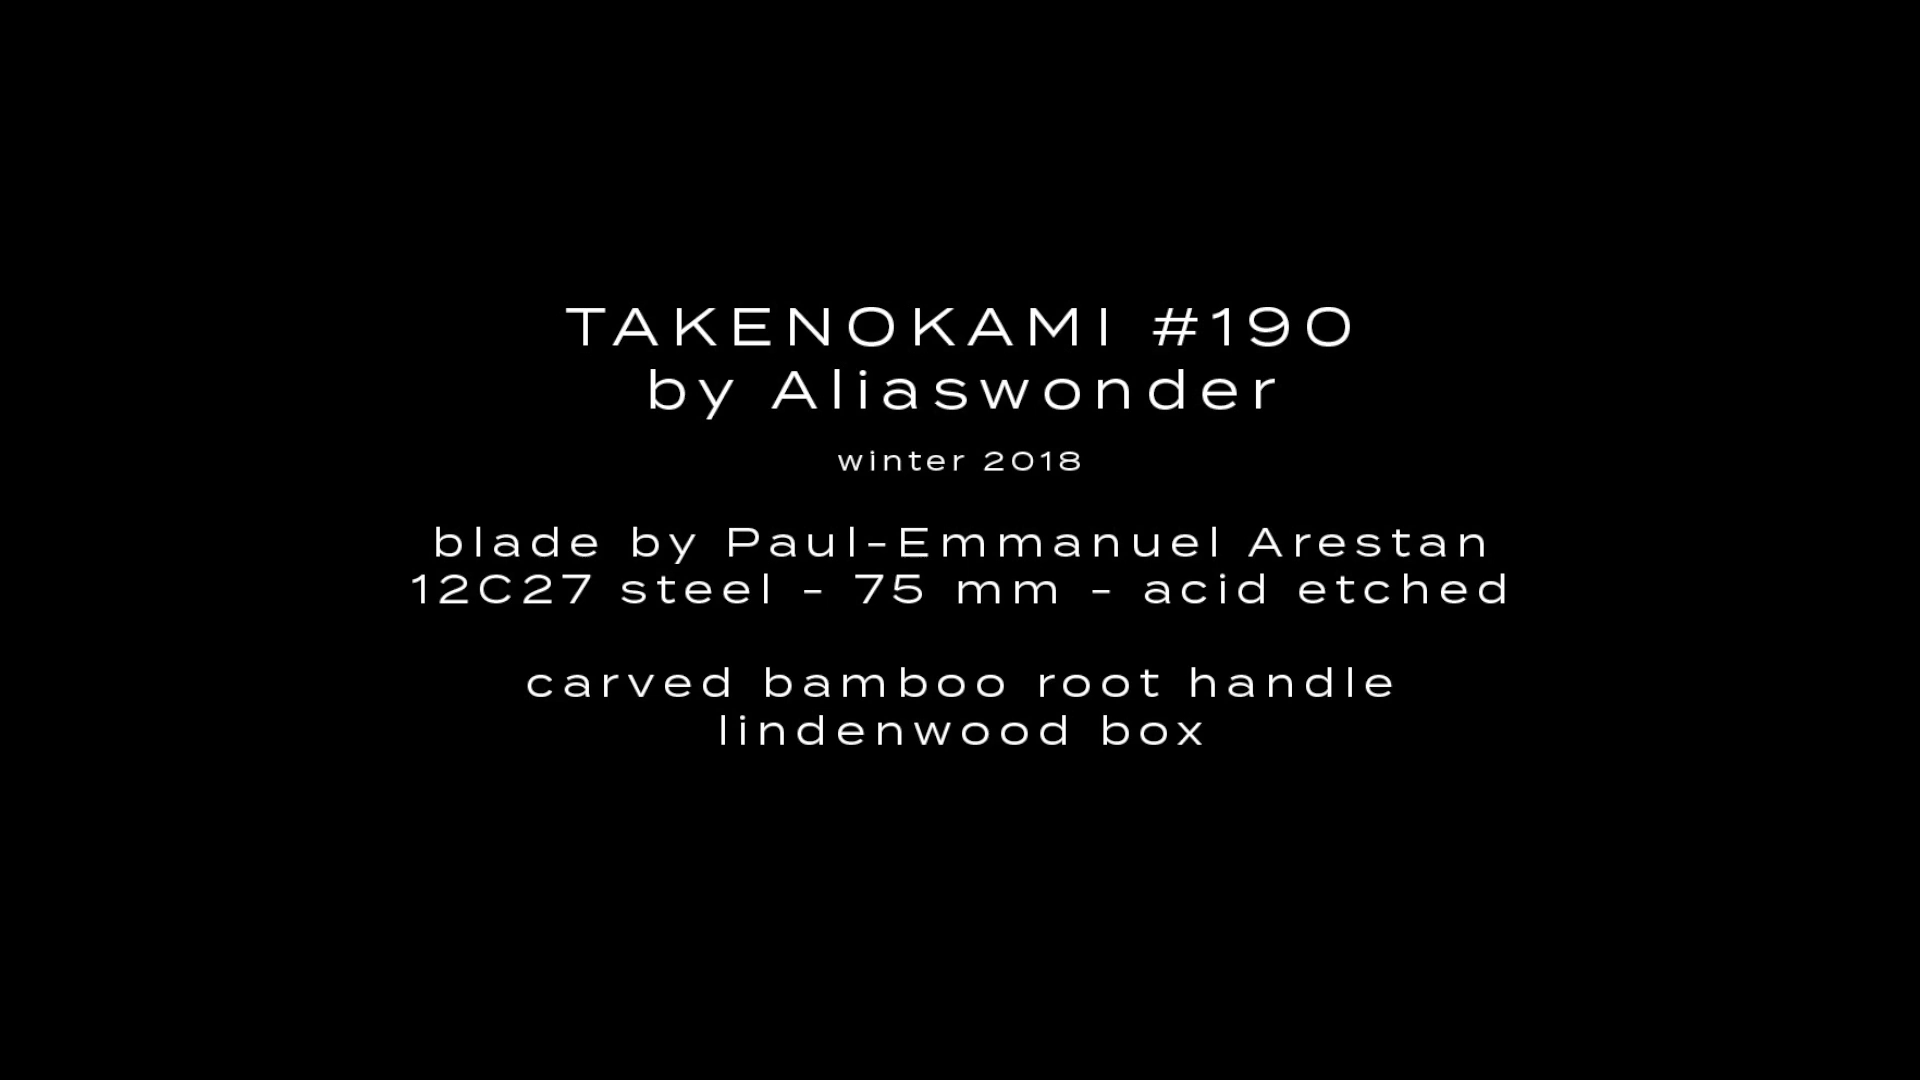 TAKENOKAMI #190
by Aliaswonder
winter 2018
blade by Paul-Emmanuel Arestan
12C27 steel - 75 mm - acid etched
carved bamboo root handle
lindenwood box